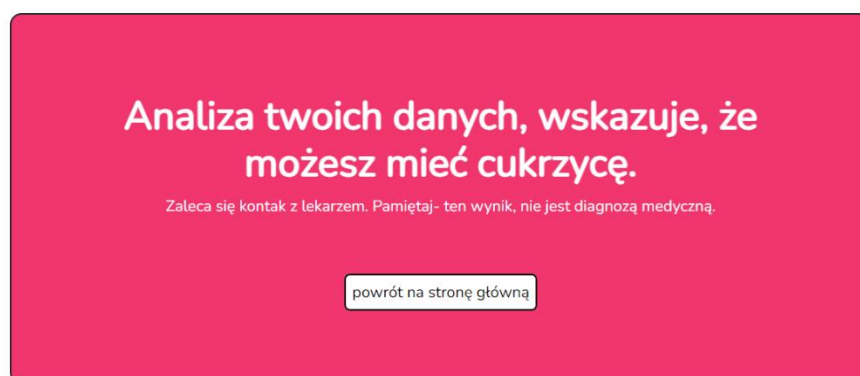 Analiza twoich danych, wskazuje, że
możesz mieć cukrzycę.
Zaleca się kontak z lekarzem. Pamiętaj- ten wynik, nie jest diagnozą medyczną.
powrót na stronę główną